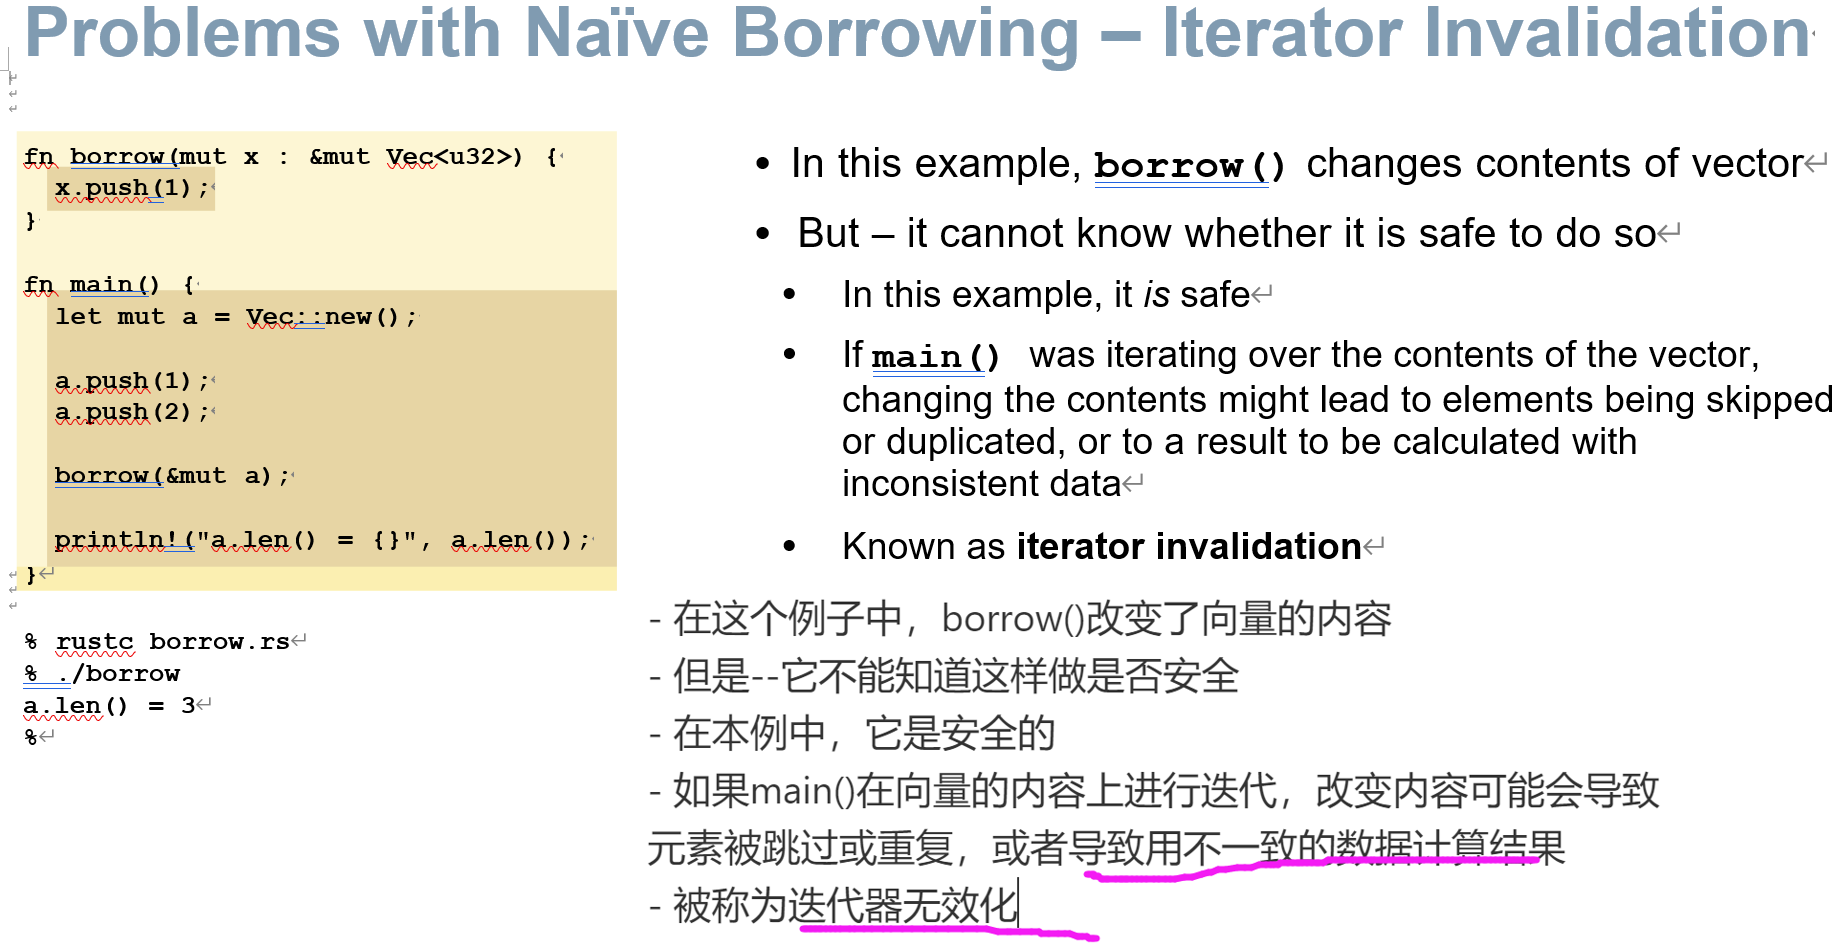 Problems with Naïve Borrowing – Iterator Invalidation
fn borrow(mut x : &mut Vec<u32>) {
x.push(1);
}
fn main() {
let mut a = Vec::new();
a.push(1);
a.push(2);
borrow(&mut a);
println!("a.len() = {}", a.len());
}
% rustc borrow.rs
% ./borrow
a.len() = 3
%
• In this example, borrow() changes contents of vector
• But – it cannot know whether it is safe to do so
• In this example, it is safe
• If main() was iterating over the contents of the vector,
changing the contents might lead to elements being skipped
or duplicated, or to a result to be calculated with
inconsistent data
• Known as iterator invalidation
- 在这个例子中，borrow()改变了向量的内容
- 但是--它不能知道这样做是否安全
- 在本例中，它是安全的
- 如果main()在向量的内容上进行迭代，改变内容可能会导致
元素被跳过或重复，或者导致用不一致的数据计算结果
- 被称为迭代器无效化